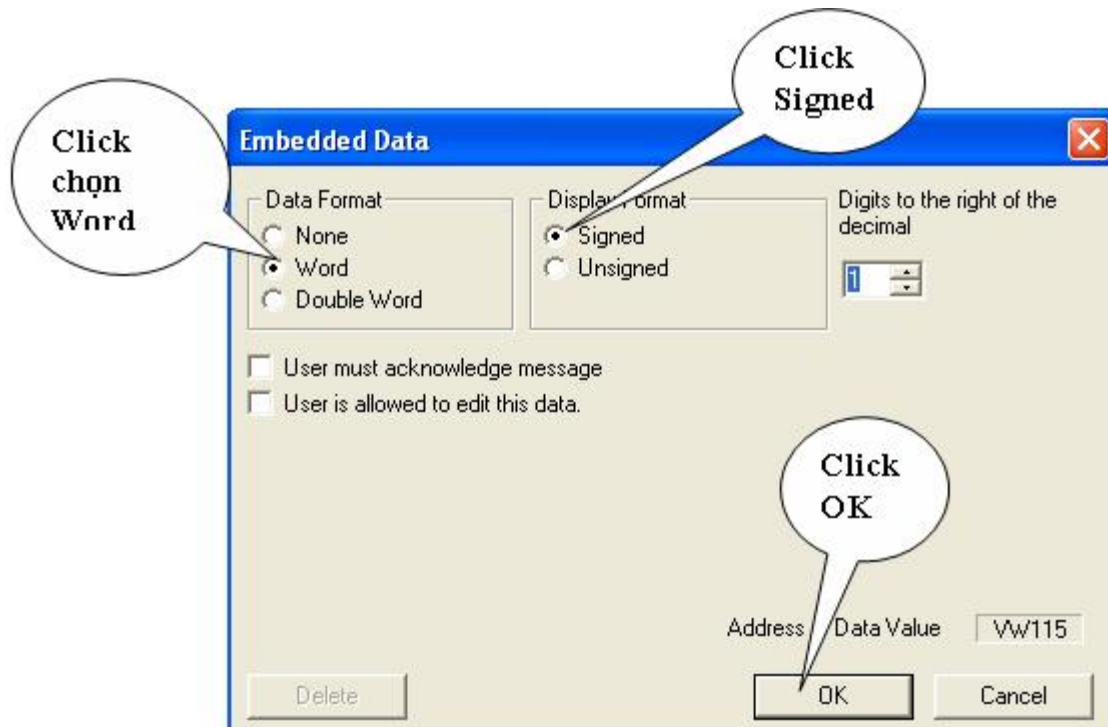 Click
Signed
Click
chọn
Word
Embedded Data
Data Format
None
Word
Double Word
Display Format
Signed
Unsigned
Digits to the right of the
decimal
1
User must acknowledge message
User is allowed to edit this data.
Click
OK
Address Data Value VW115
Delete
OK
Cancel